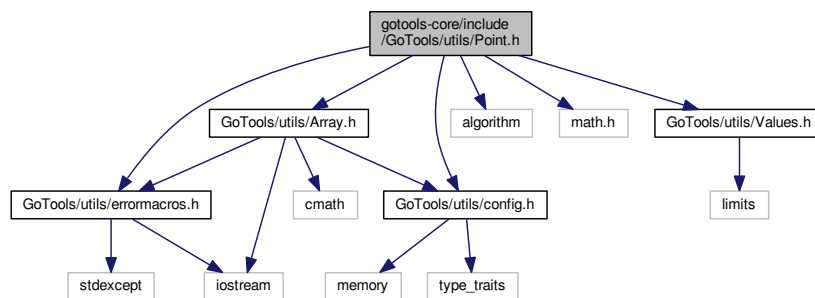 gotools-core/include
/GoTools/utils/Point.h
GoTools/utils/Array.h
algorithm
math.h
GoTools/utils/Values.h
GoTools/utils/errormacros.h
cmath
GoTools/utils/config.h
limits
stdexcept
iostream
memory
type_traits